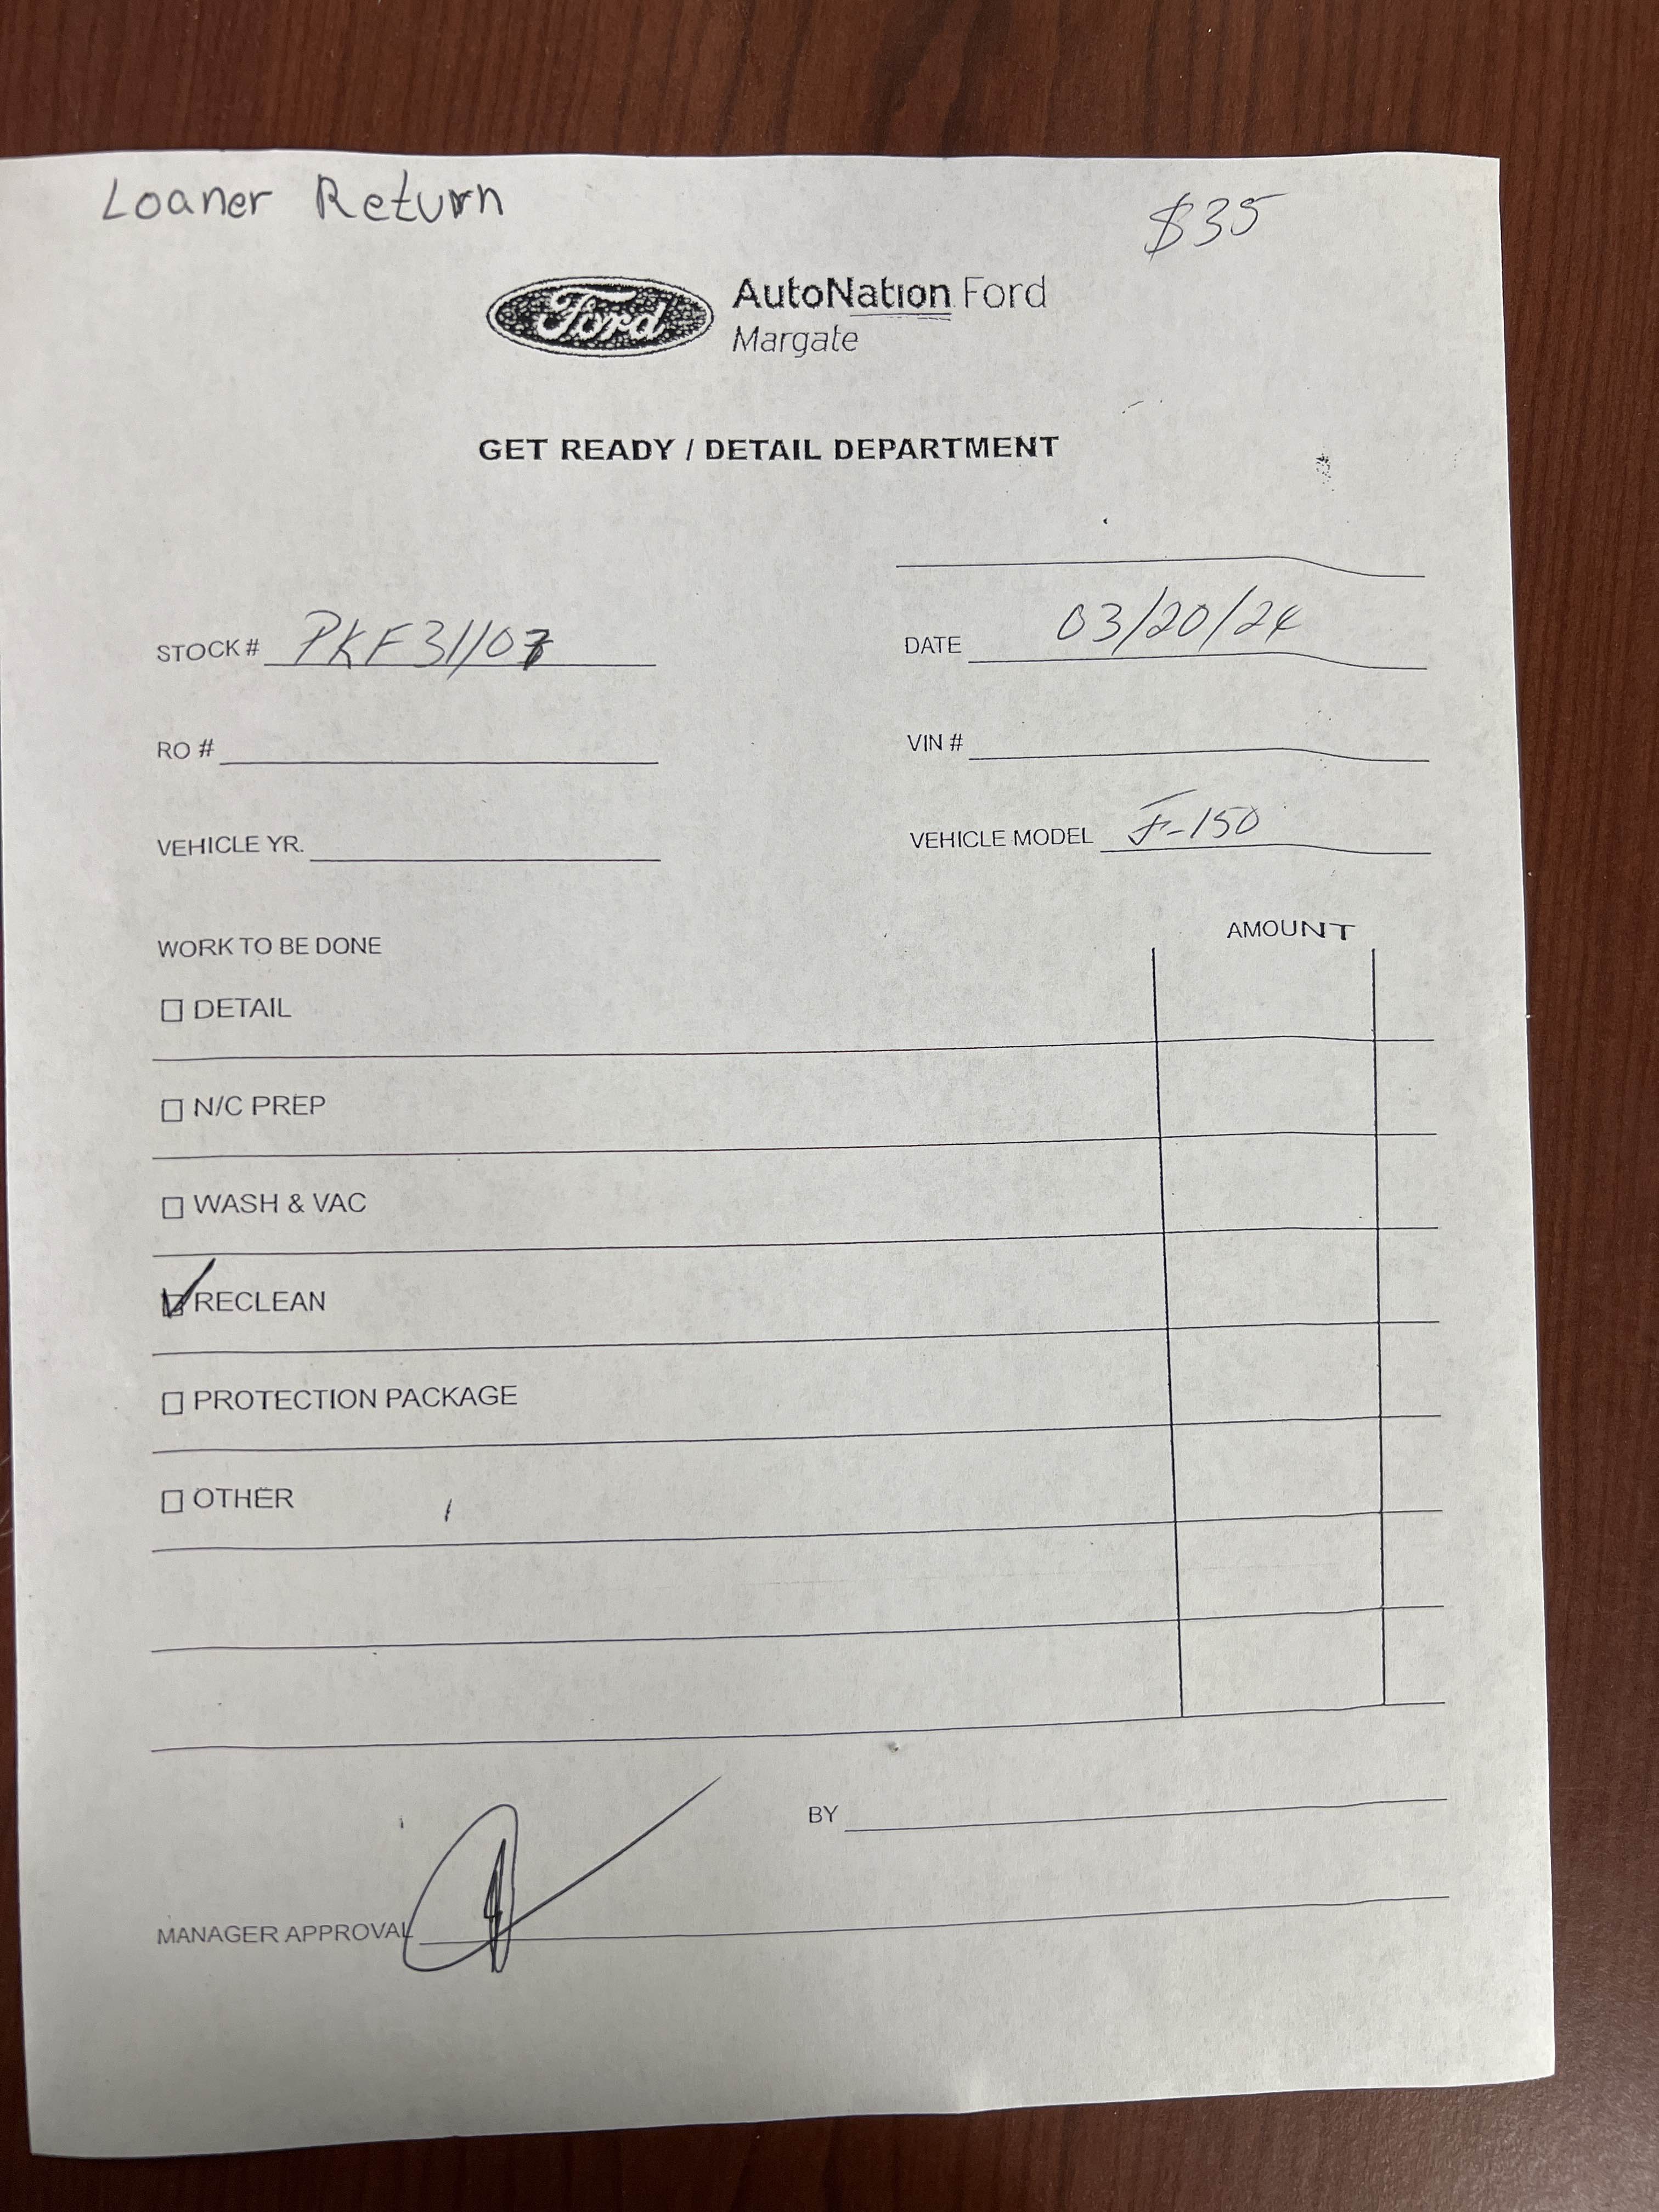 Loaner Return
$35
Ford
AutoNation Ford
Margate
GET READY / DETAIL DEPARTMENT
STOCK # PKF31107
DATE 03/20/24
RO #
VIN #
VEHICLE YR.
VEHICLE MODEL F-150
AMOUNT
WORK TO BE DONE
DETAIL
N/C PREP
WASH & VAC
RECLEAN
PROTECTION PACKAGE
OTHER
BY
MANAGER APPROVAL